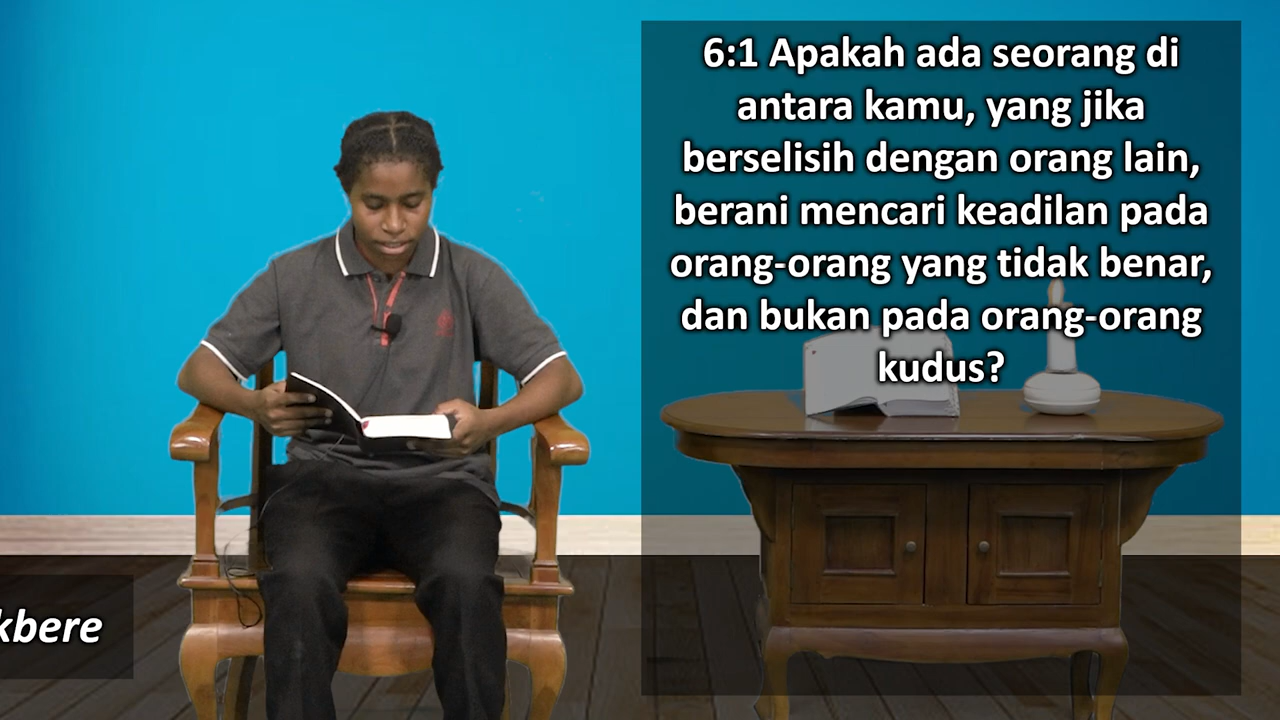 6:1 Apakah ada seorang di
antara kamu, yang jika
berselisih dengan orang lain,
berani mencari keadilan pada
orang-orang yang tidak benar,
dan bukan pada orang-orang
kudus?
kbere